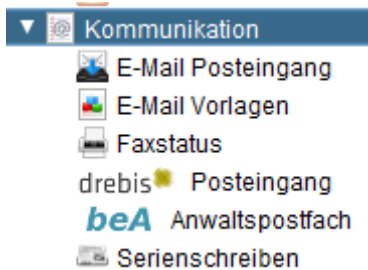 Kommunikation
E-Mail Posteingang
E-Mail Vorlagen
Faxstatus
drebis Posteingang
beA Anwaltspostfach
Serienschreiben